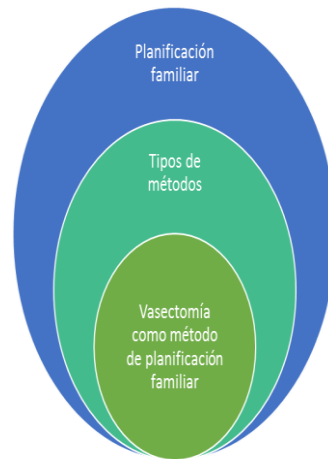 Planificación
familiar
Tipos de
métodos
Vasectomía
como método
de planificación
familiar